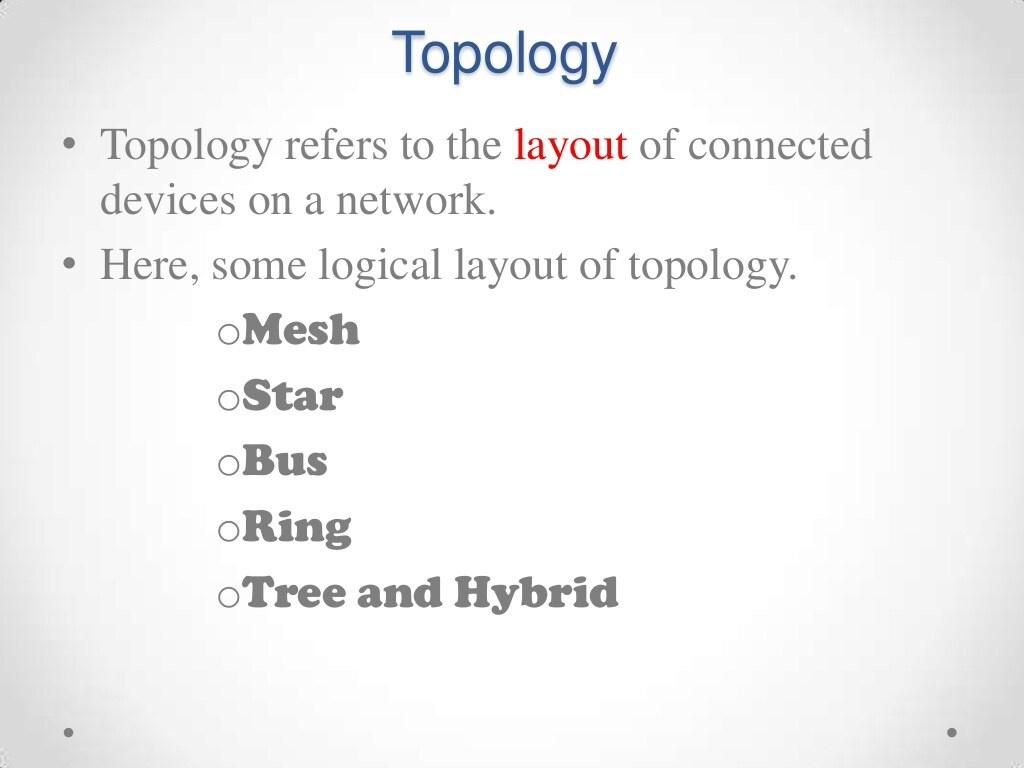 Topology
• Topology refers to the layout of connected
devices on a network.
• Here, some logical layout of topology.
oMesh
oStar
oBus
oRing
oTree and Hybrid